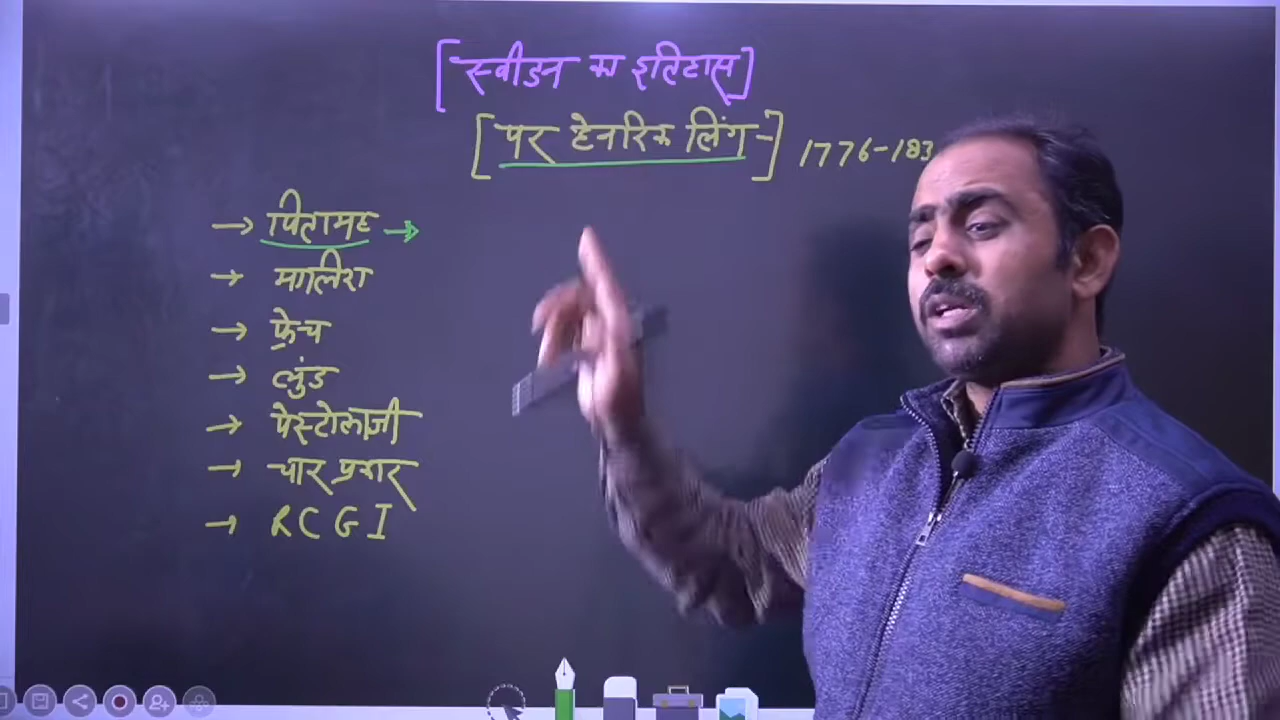 [स्वीडन का इतिहास]
[पर हेनरिक लिंग-] 1776-183
→ पितामह →
→ मालिश
→ फ्रेन्च
→ लुंड
→ पेस्टोलाजी
→ चार प्रकार
→ RCGI